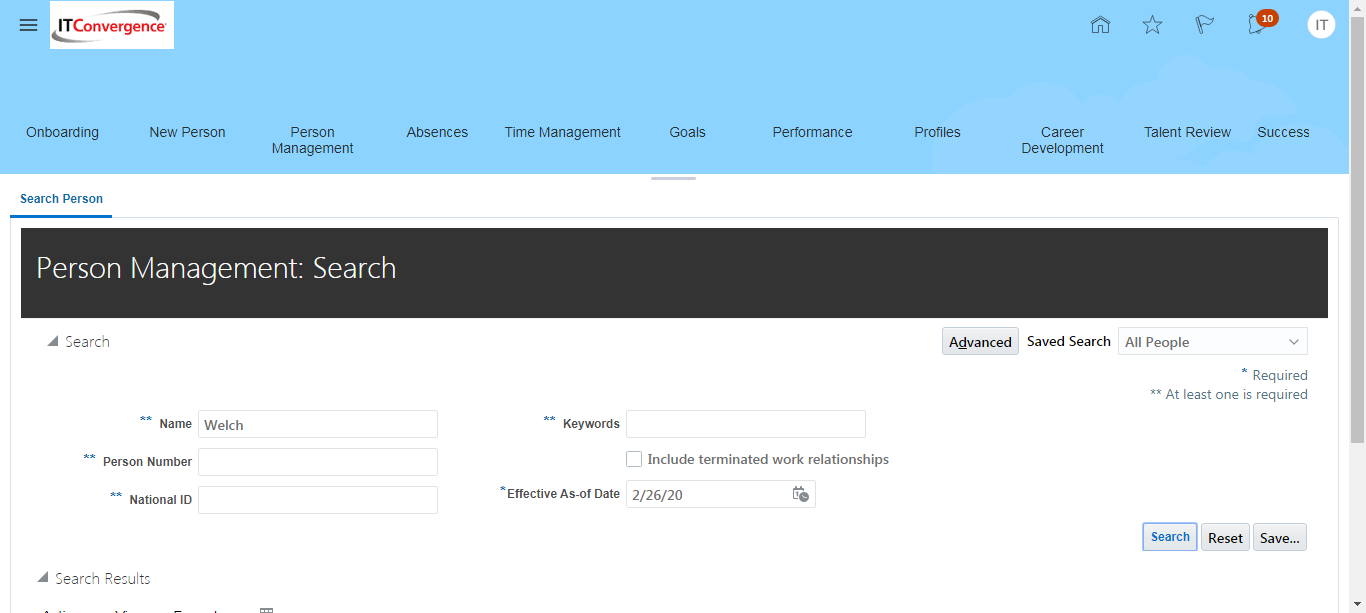 ITConvergence
10
IT
Onboarding
New Person
Person
Management
Absences
Time Management
Goals
Performance
Profiles
Career
Development
Talent Review
Success
Search Person
Person Management: Search
Search
Advanced
Saved Search
All People
* Required
** At least one is required
** Name
Welch
** Keywords
** Person Number
Include terminated work relationships
** National ID
*Effective As-of Date
2/26/20
Search
Reset
Save...
Search Results